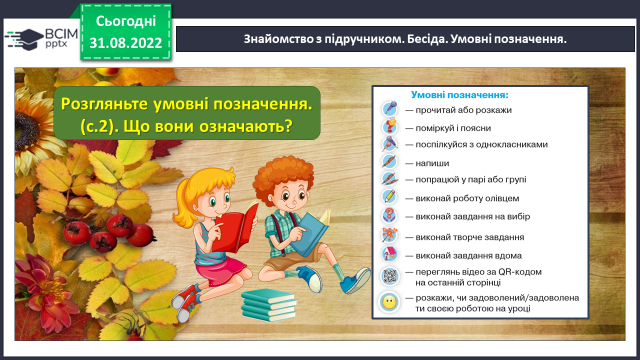 ВСІМ
pptx
Сьогодні
31.08.2022
Знайомство з підручником. Бесіда. Умовні позначення.
Розгляньте умовні позначення.
(с.2). Що вони означають?
Умовні позначення:
— прочитай або розкажи
— поміркуй і поясни
— поспілкуйся з однокласниками
— напиши
— попрацюй у парі або групі
— виконай роботу олівцем
— виконай завдання на вибір
— виконай творче завдання
— виконай завдання вдома
— переглянь відео за QR-кодом
на останній сторінці
— розкажи, чи задоволений/задоволена
ти своєю роботою на уроці